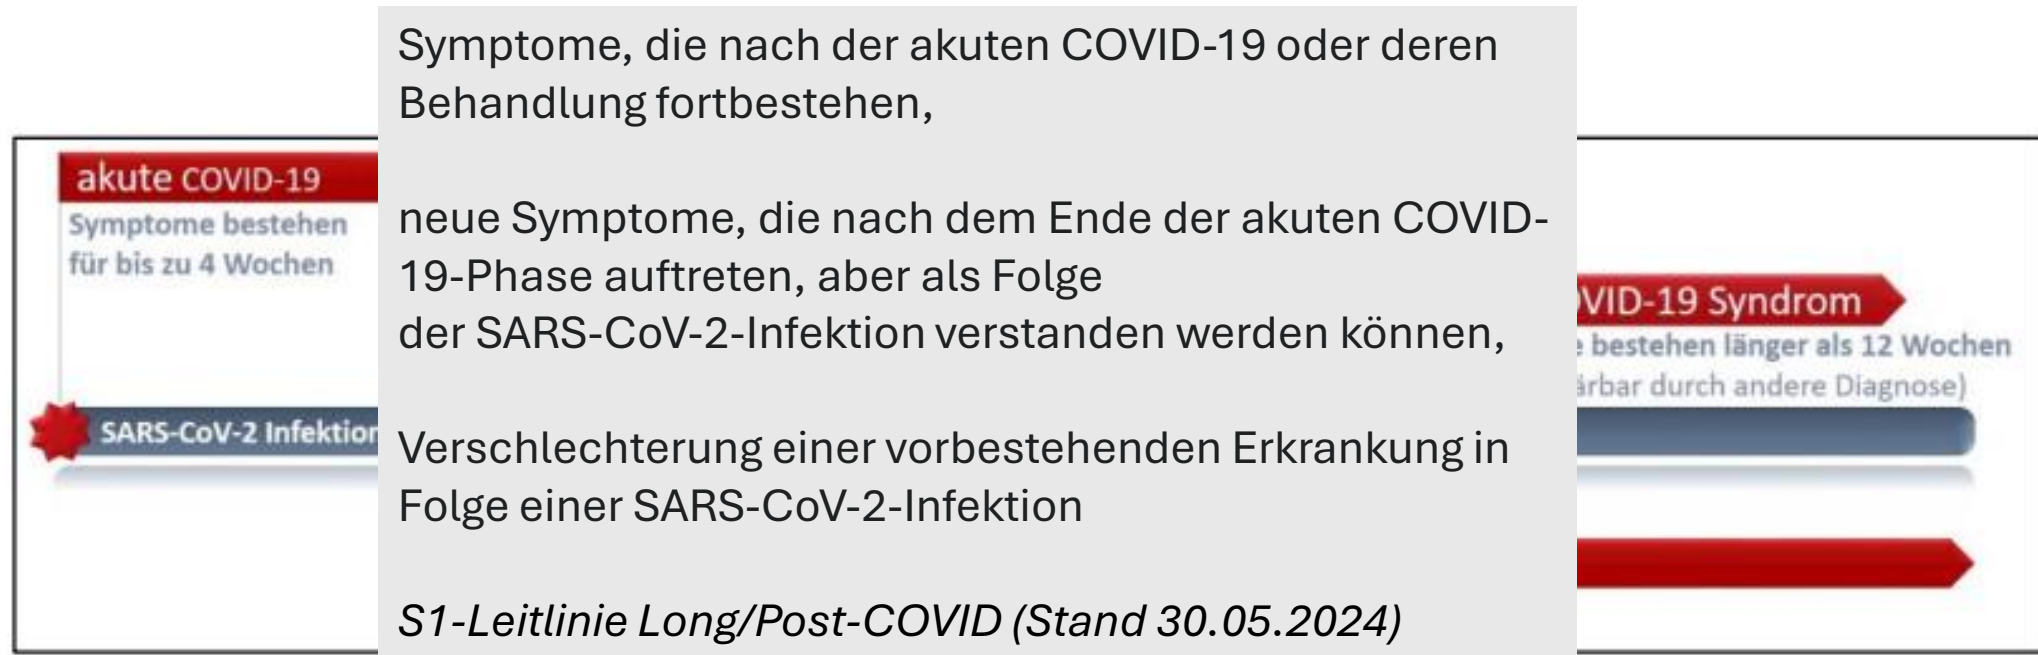 Symptome, die nach der akuten COVID-19 oder deren
Behandlung fortbestehen,
neue Symptome, die nach dem Ende der akuten COVID-
19-Phase auftreten, aber als Folge
der SARS-CoV-2-Infektion verstanden werden können,
Verschlechterung einer vorbestehenden Erkrankung in
Folge einer SARS-CoV-2-Infektion
S1-Leitlinie Long/Post-COVID (Stand 30.05.2024)
akute COVID-19
Symptome bestehen
für bis zu 4 Wochen
SARS-CoV-2
VID-19 Syndrom
bestehen länger als 12 Wochen
durch andere Diagnose)